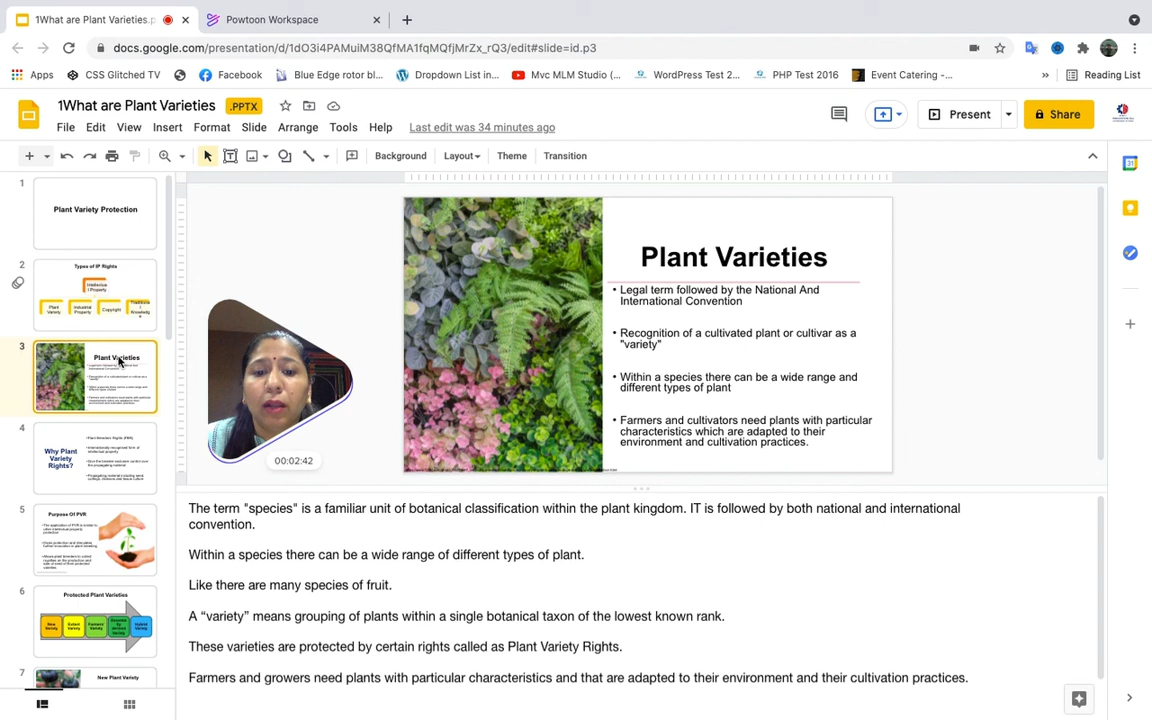 1What are Plant Varieties.p
Powtoon Workspace
docs.google.com/presentation/d/1dO3i4PAMuiM38QfMA1fqMQfjMrZx_rQ3/edit#slide=id.p3
Apps
CSS Glitched TV
Facebook
Blue Edge rotor bl...
Dropdown List in...
Mvc MLM Studio (...
WordPress Test 2...
PHP Test 2016
Event Catering -...
»
Reading List
1What are Plant Varieties
.PPTX
Present
Share
File Edit View Insert Format Slide Arrange Tools Help Last edit was 34 minutes ago
Background Layout Theme Transition
1
Plant Variety Protection
2
Types of IP Rights
Intellectua
l Property
Plant
Variety
Industrial
Property
Copyright
3
Plant Varieties
4
Why Plant
Variety
Rights?
5
Purpose Of PVR
6
Protected Plant Varieties
7
New Plant Variety
Plant Varieties
• Legal term followed by the National And
International Convention
• Recognition of a cultivated plant or cultivar as a
"variety"
• Within a species there can be a wide range and
different types of plant
• Farmers and cultivators need plants with particular
characteristics which are adapted to their
environment and cultivation practices.
00:02:42
The term "species" is a familiar unit of botanical classification within the plant kingdom. IT is followed by both national and international
convention.
Within a species there can be a wide range of different types of plant.
Like there are many species of fruit.
A “variety” means grouping of plants within a single botanical taxon of the lowest known rank.
These varieties are protected by certain rights called as Plant Variety Rights.
Farmers and growers need plants with particular characteristics and that are adapted to their environment and their cultivation practices.